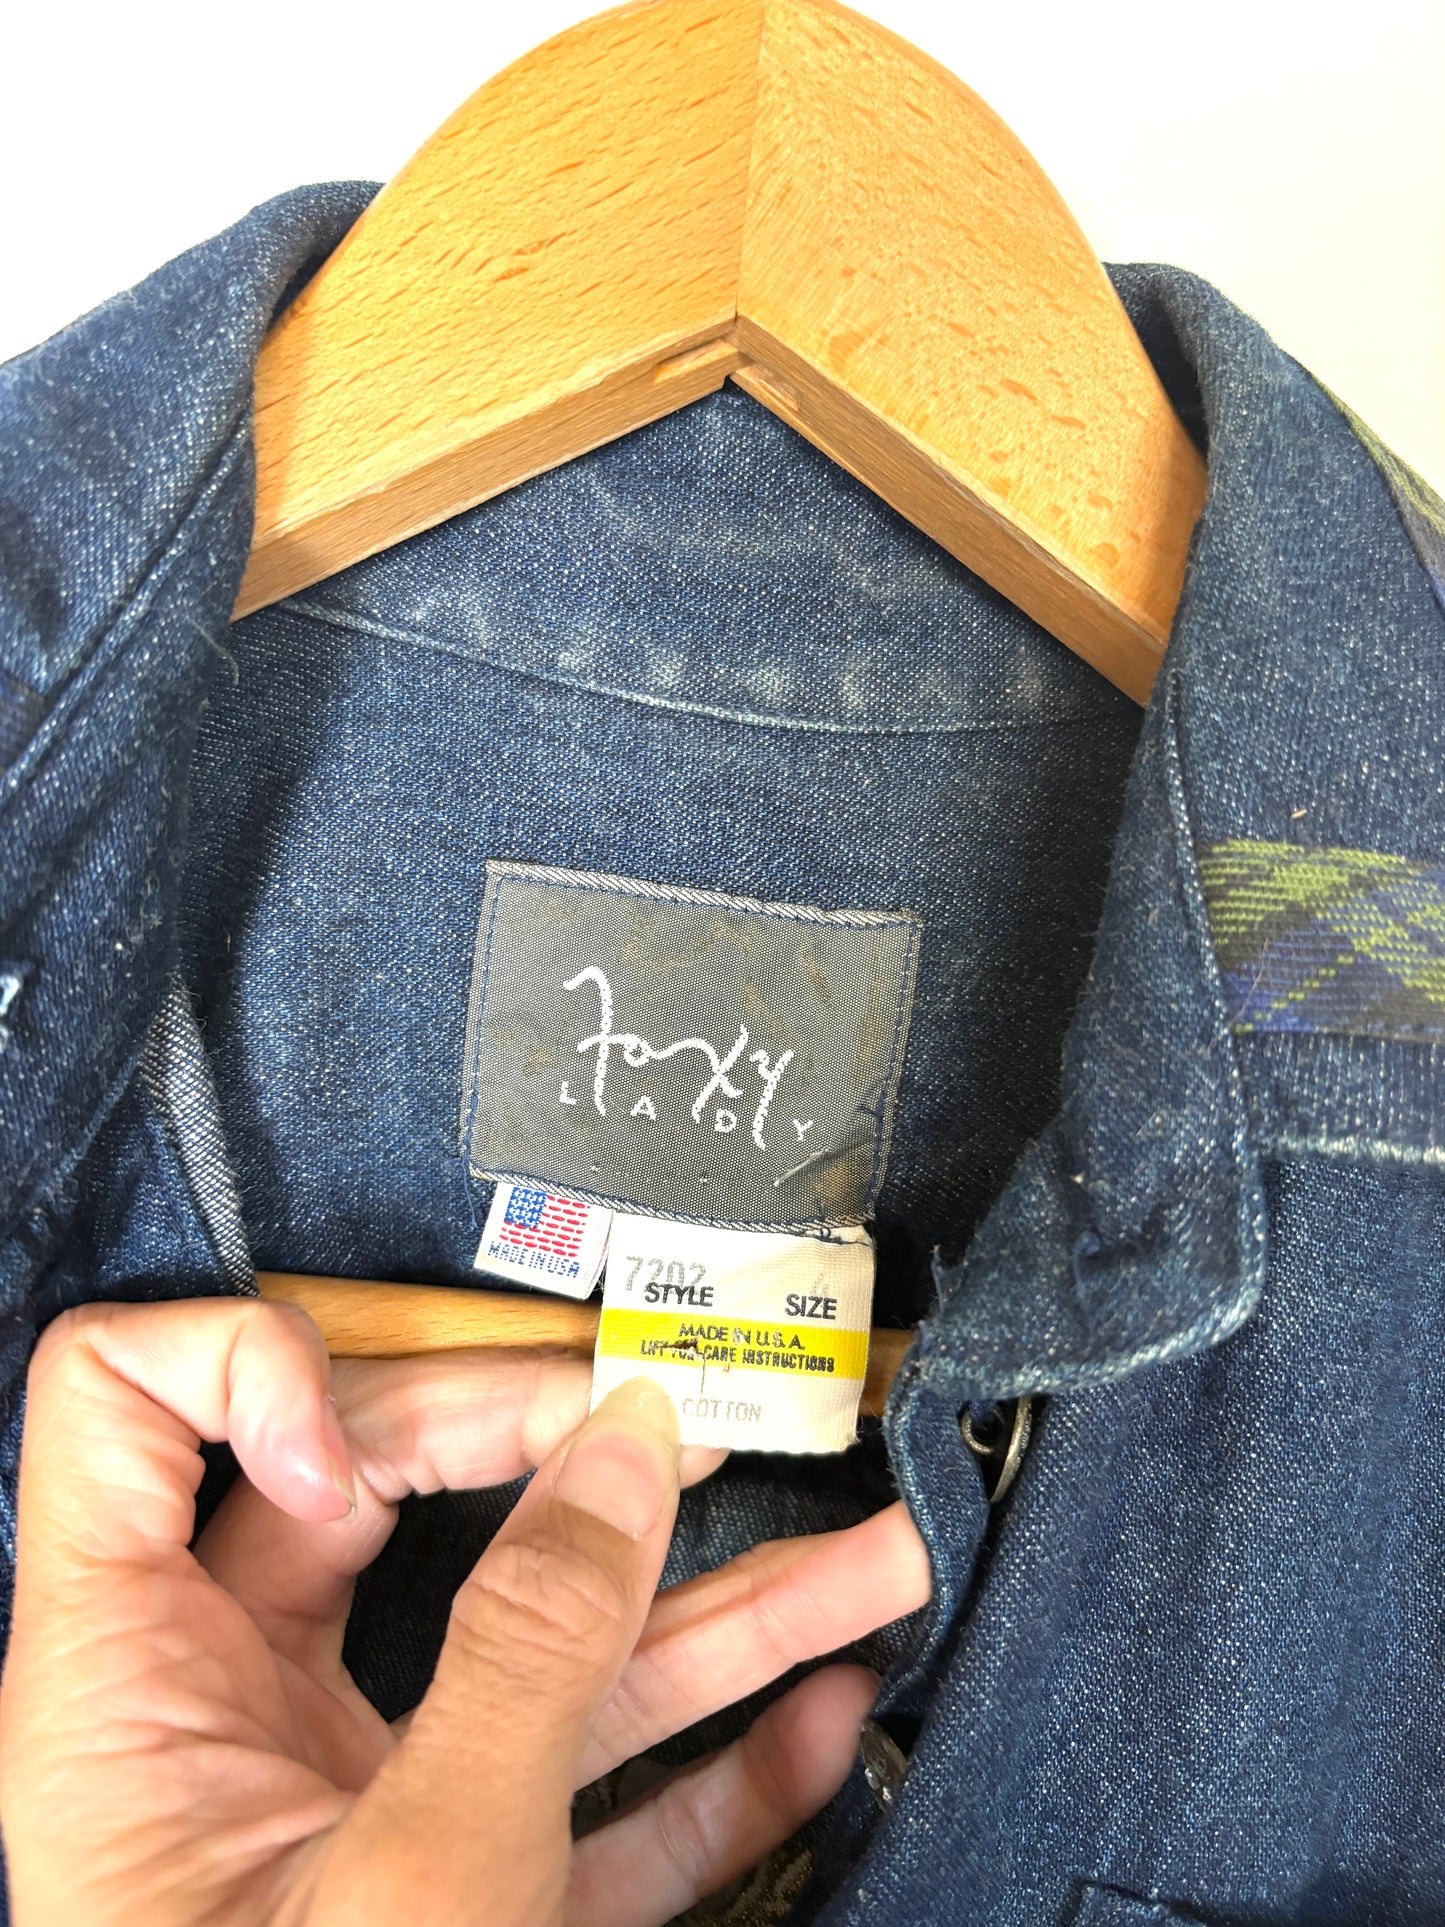 Foxy
LADY
MADE IN USA
7202
STYLE SIZE
MADE IN U.S.A.
LIFT FOR CARE INSTRUCTIONS
COTTON